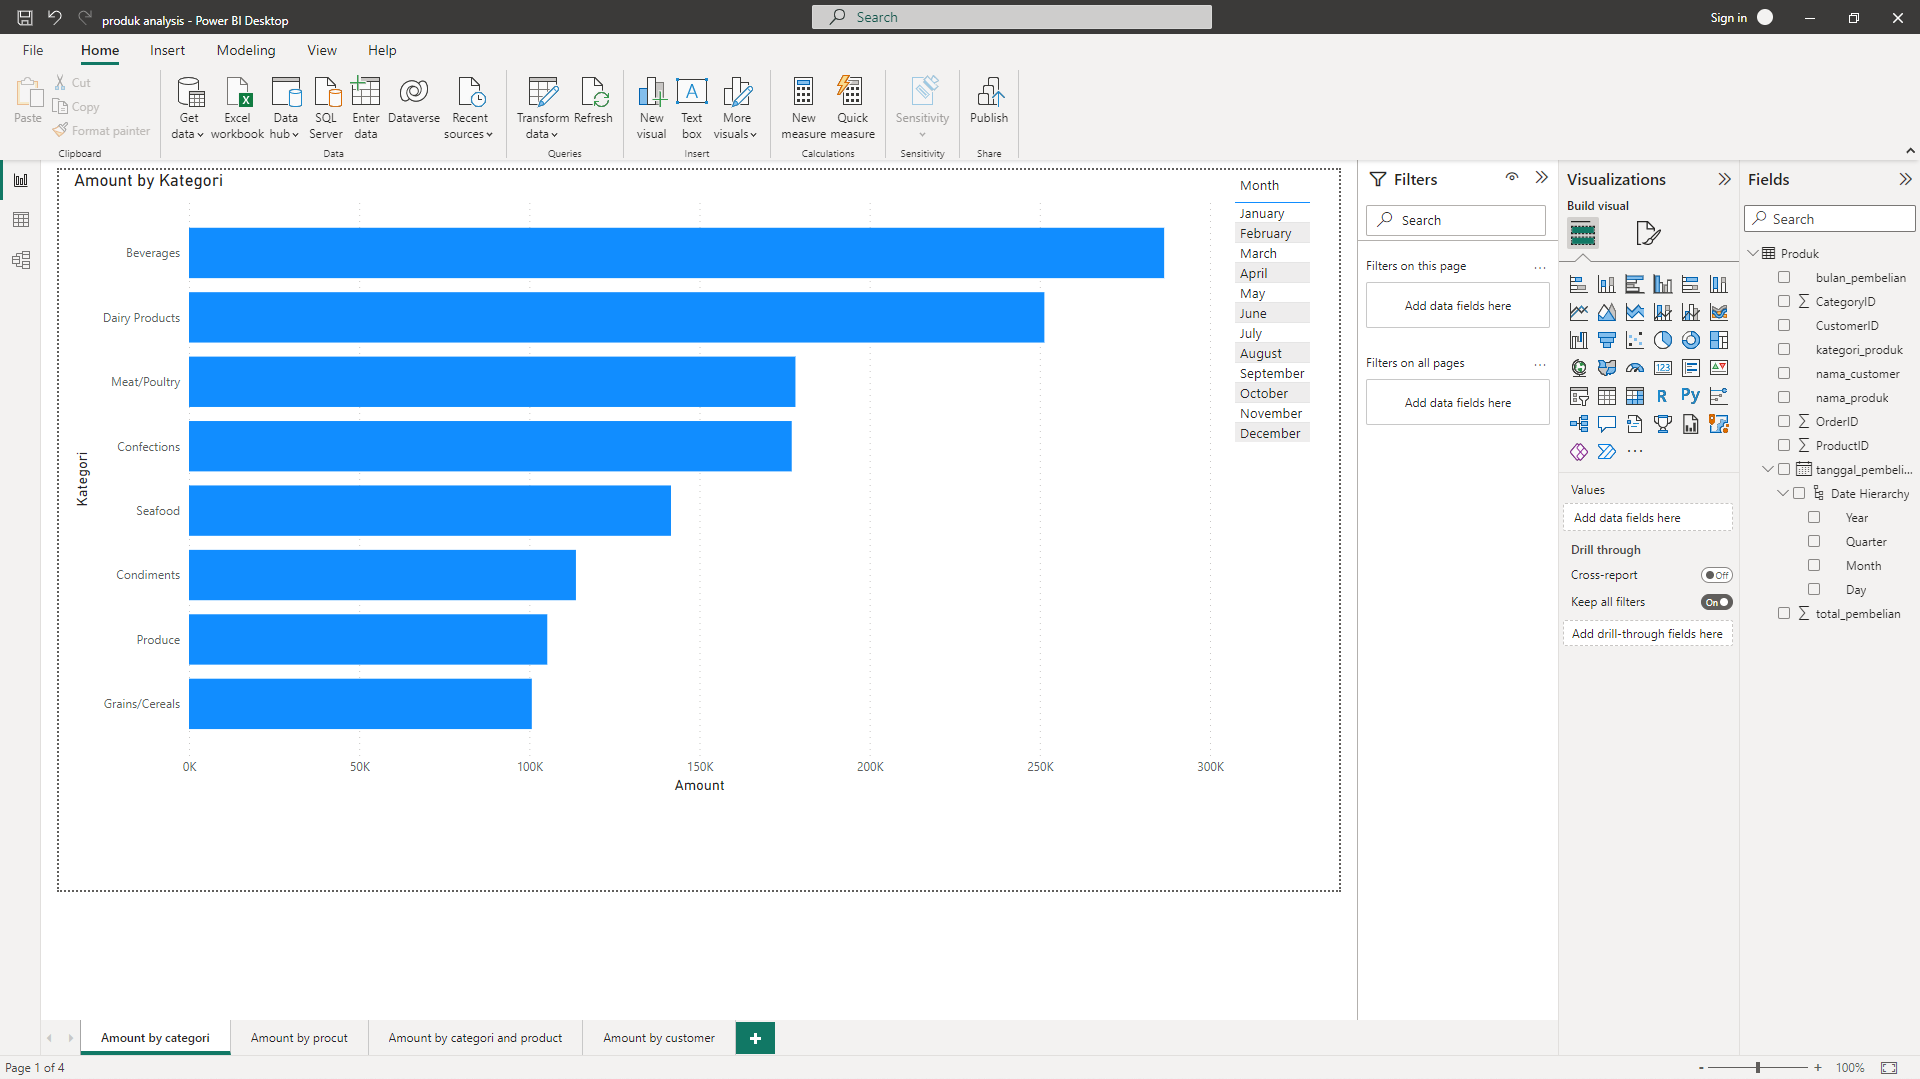 produk analysis - Power BI Desktop
Search
Sign in
File Home Insert Modeling View Help
Paste
Cut
Copy
Format painter
Clipboard
Get data
Excel workbook
Data hub
SQL Server
Enter data
Dataverse
Recent sources
Data
Transform data
Refresh
Queries
New visual
Text box
More visuals
Insert
New measure
Quick measure
Calculations
Sensitivity
Sensitivity
Publish
Share
Amount by Kategori
Kategori
Beverages
Dairy Products
Meat/Poultry
Confections
Seafood
Condiments
Produce
Grains/Cereals
0K 50K 100K 150K 200K 250K 300K
Amount
Month
January
February
March
April
May
June
July
August
September
October
November
December
Filters
Search
Filters on this page ...
Add data fields here
Filters on all pages ...
Add data fields here
Visualizations
Build visual
123
R
Py
...
Values
Add data fields here
Drill through
Cross-report Off
Keep all filters On
Add drill-through fields here
Fields
Search
Produk
bulan_pembelian
CategoryID
CustomerID
kategori_produk
nama_customer
nama_produk
OrderID
ProductID
tanggal_pembeli...
Date Hierarchy
Year
Quarter
Month
Day
total_pembelian
Amount by categori
Amount by procut
Amount by categori and product
Amount by customer
+
Page 1 of 4
- + 100%